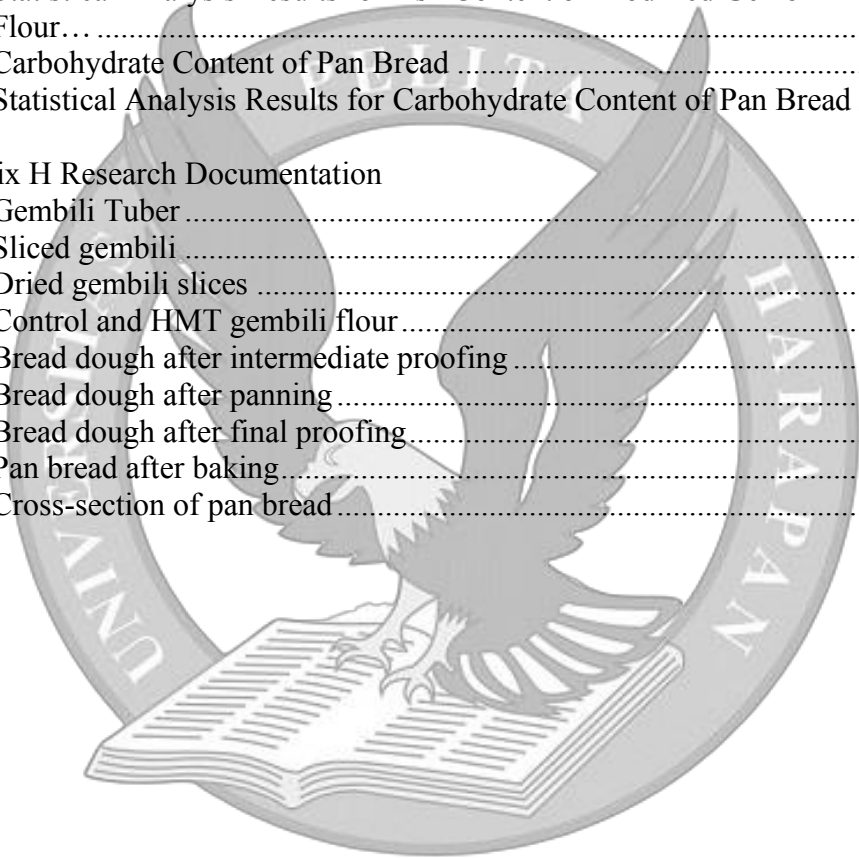 Flour… ........................................................................
Carbohydrate Content of Pan Bread ........................................................................
Statistical Analysis Results for Carbohydrate Content of Pan Bread
ix H Research Documentation
Gembili Tuber ........................................................................
Sliced gembili ........................................................................
Dried gembili slices ........................................................................
Control and HMT gembili flour ........................................................................
Bread dough after intermediate proofing ........................................................................
Bread dough after panning ........................................................................
Bread dough after final proofing ........................................................................
Pan bread after baking ........................................................................
Cross-section of pan bread ........................................................................
UNIVERSITAS PELITA HARAPAN